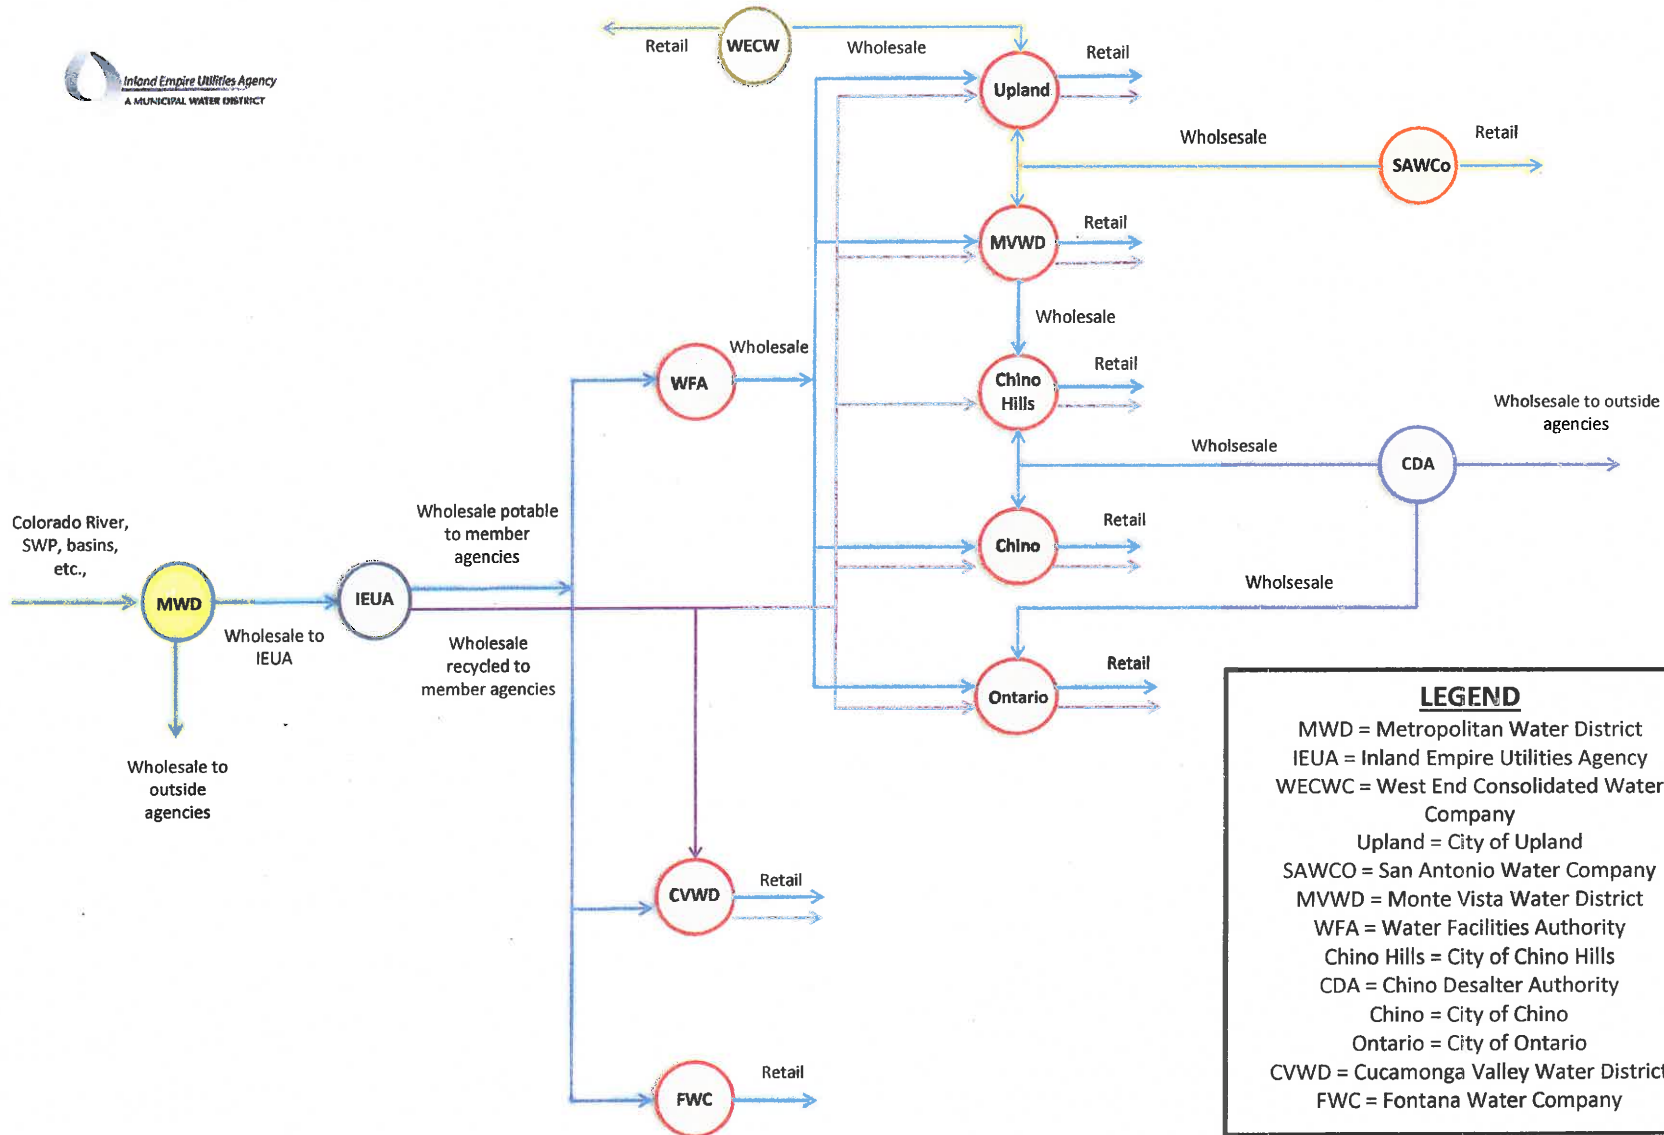 Inland Empire Utilities Agency
A MUNICIPAL WATER DISTRICT
Retail
WECW
Wholesale
Upland
Retail
Wholsesale
SAWCo
Retail
MVWD
Retail
Wholesale
WFA
Wholesale
Chino
Hills
Retail
Wholsesale
CDA
Wholsesale to outside
agencies
Colorado River,
SWP, basins,
etc.,
MWD
Wholesale to
IEUA
IEUA
Wholesale potable
to member
agencies
Wholesale
recycled to
member agencies
Chino
Retail
Wholsesale
Ontario
Retail
Wholesale to
outside
agencies
CVWD
Retail
FWC
Retail
LEGEND
MWD = Metropolitan Water District
IEUA = Inland Empire Utilities Agency
WECWC = West End Consolidated Water
Company
Upland = City of Upland
SAWCO = San Antonio Water Company
MVWD = Monte Vista Water District
WFA = Water Facilities Authority
Chino Hills = City of Chino Hills
CDA = Chino Desalter Authority
Chino = City of Chino
Ontario = City of Ontario
CVWD = Cucamonga Valley Water District
FWC = Fontana Water Company